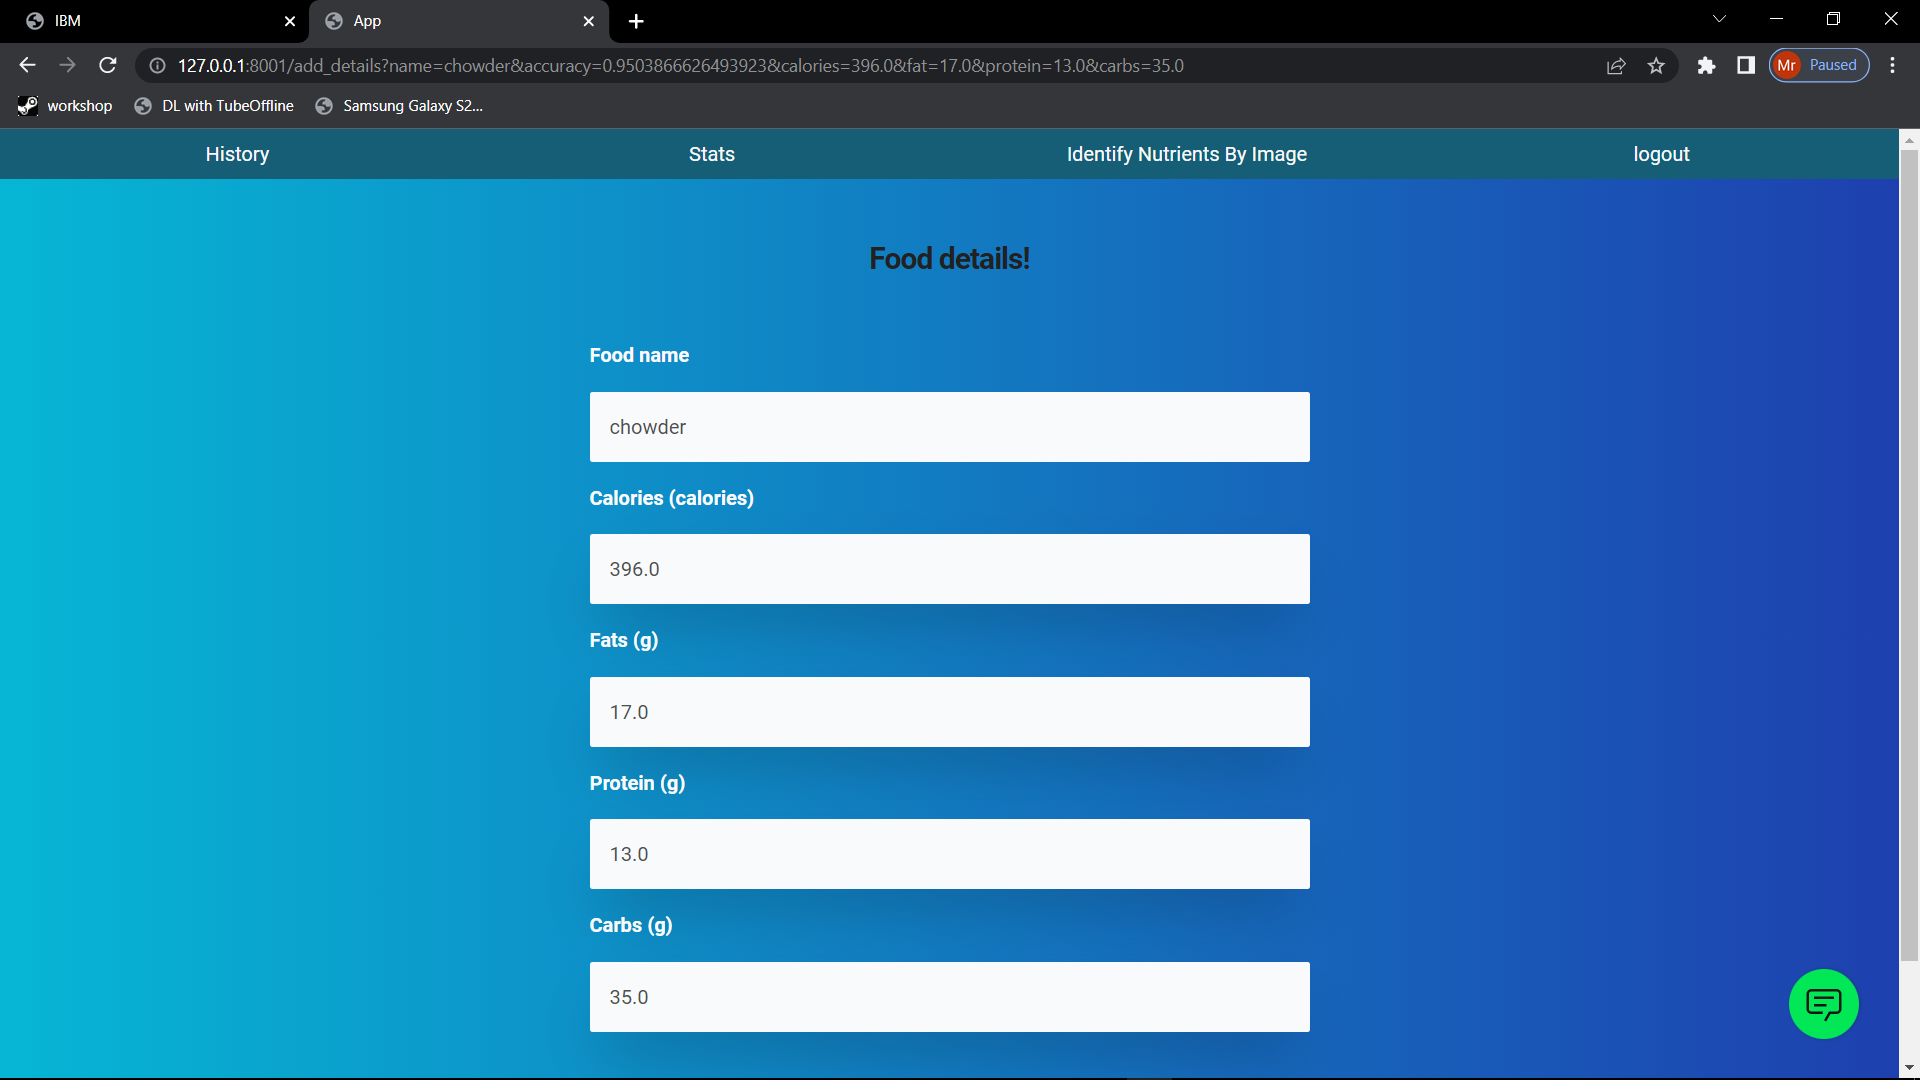 IBM
App
127.0.0.1:8001/add_details?name=chowder&accuracy=0.9503866626493923&calories=396.0&fat=17.0&protein=13.0&carbs=35.0
Mr Paused
workshop
DL with TubeOffline
Samsung Galaxy S2...
History
Stats
Identify Nutrients By Image
logout
Food details!
Food name
chowder
Calories (calories)
396.0
Fats (g)
17.0
Protein (g)
13.0
Carbs (g)
35.0